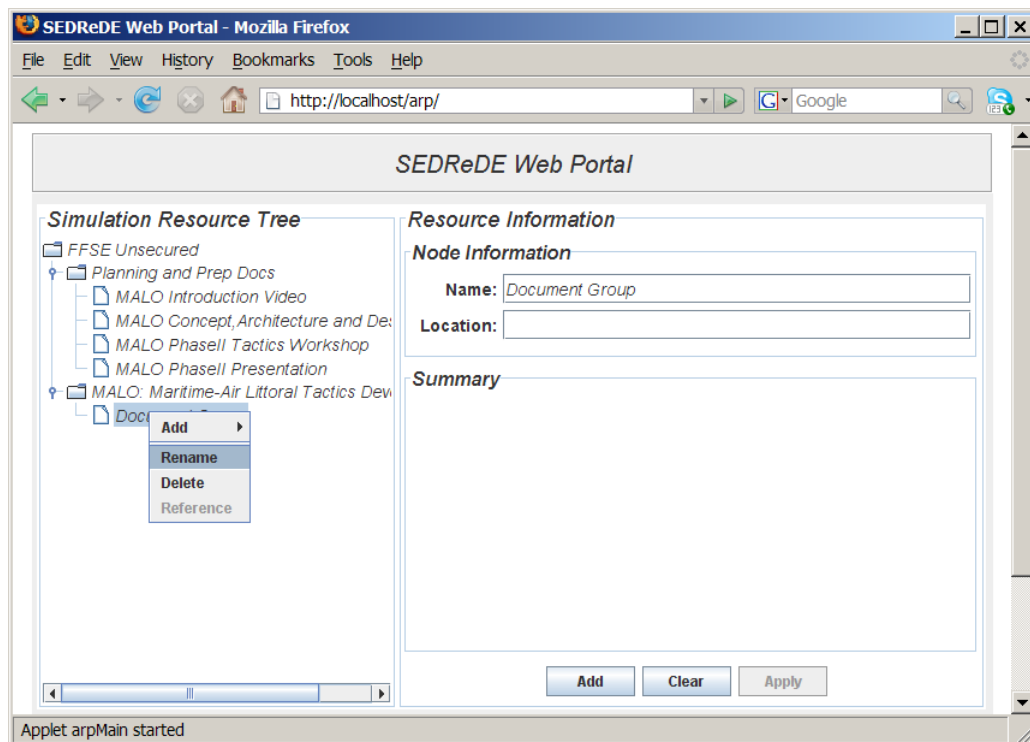 SEDReDE Web Portal - Mozilla Firefox
File Edit View History Bookmarks Tools Help
http://localhost/arp/
G Google
123
SEDReDE Web Portal
Simulation Resource Tree
FFSE Unsecured
Planning and Prep Docs
MALO Introduction Video
MALO Concept,Architecture and Des
MALO PhaseII Tactics Workshop
MALO PhaseII Presentation
MALO: Maritime-Air Littoral Tactics Dev
Add
Rename
Delete
Reference
Resource Information
Node Information
Name: Document Group
Location:
Summary
Add Clear Apply
Applet arpMain started